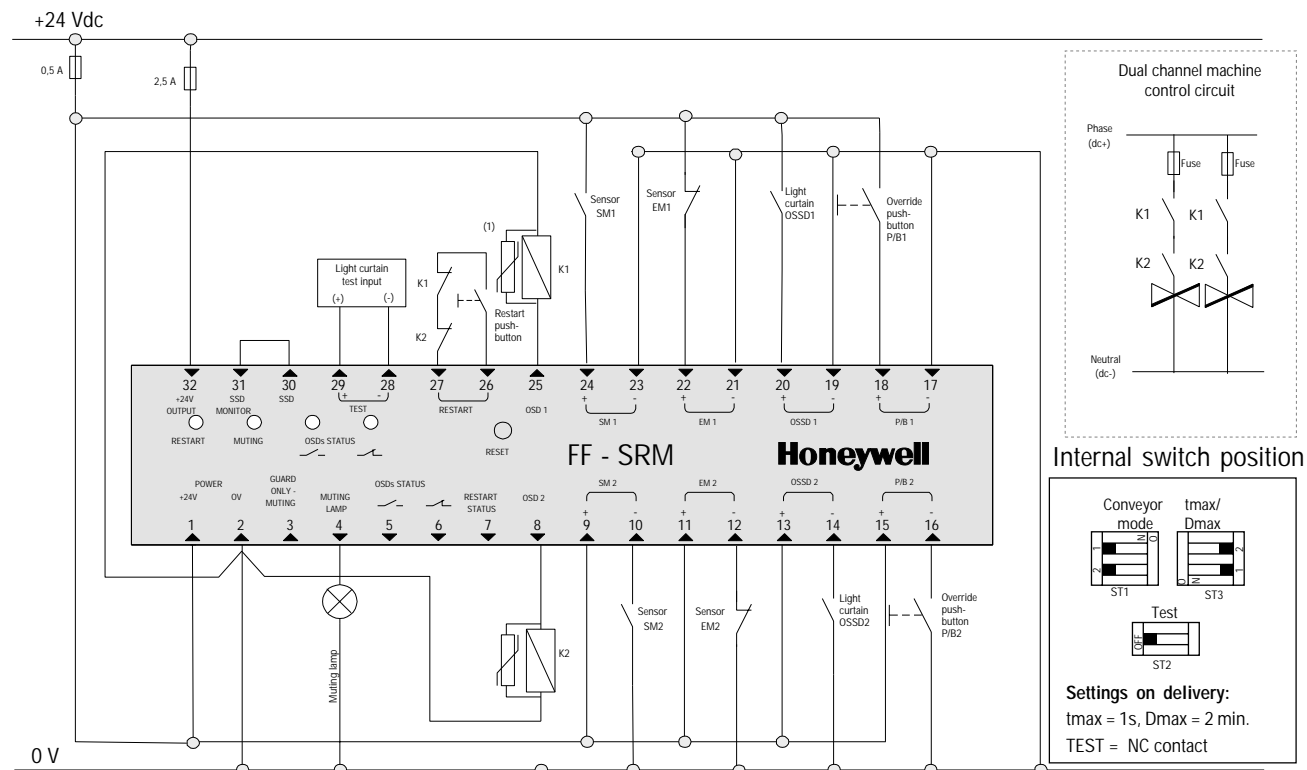 +24 Vdc
0,5 A
2,5 A
Dual channel machine
control circuit
Phase
(dc+)
Fuse
Fuse
K1
K1
K2
K2
Neutral
(dc-)
Sensor
SM1
Sensor
EM1
Light
curtain
OSSD1
Override
push-
button
P/B1
(1)
K1
Light curtain
test input
(+) (-)
K1
K2
Restart
push-
button
32 31 30 29 28 27 26 25 24 23 22 21 20 19 18 17
+24V
OUTPUT
SSD
MONITOR
SSD
+ -
TEST
RESTART
OSD 1
+ -
SM 1
+ -
EM 1
+ -
OSSD 1
+ -
P/B 1
RESTART
MUTING
OSDs STATUS
RESET
FF - SRM
Honeywell
POWER
+24V
OV
GUARD
ONLY -
MUTING
MUTING
LAMP
OSDs STATUS
RESTART
STATUS
OSD 2
SM 2
+ -
EM 2
+ -
OSSD 2
+ -
P/B 2
+ -
1 2 3 4 5 6 7 8 9 10 11 12 13 14 15 16
Muting lamp
K2
Sensor
SM2
Sensor
EM2
Light
curtain
OSSD2
Override
push-
button
P/B2
0 V
Internal switch position
Conveyor
mode
tmax/
Dmax
1
2
N
O
ST1
2
1
O
N
ST3
Test
OFF
ST2
Settings on delivery:
tmax = 1s, Dmax = 2 min.
TEST = NC contact